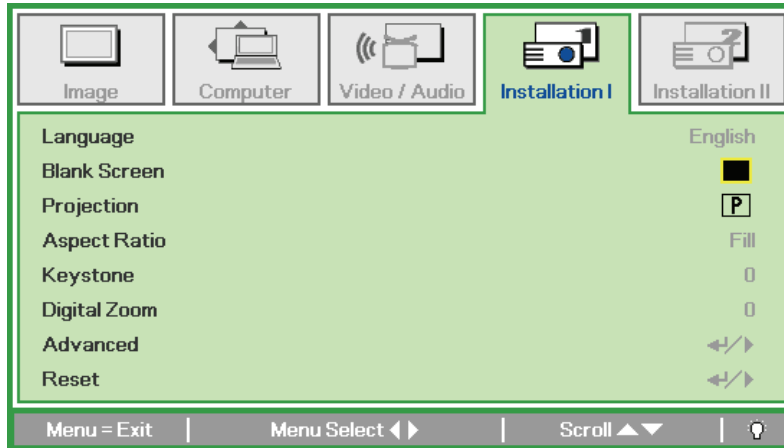 Image Computer Video / Audio Installation I Installation II
Language English
Blank Screen
Projection P
Aspect Ratio Fill
Keystone 0
Digital Zoom 0
Advanced
Reset
Menu = Exit Menu Select Scroll